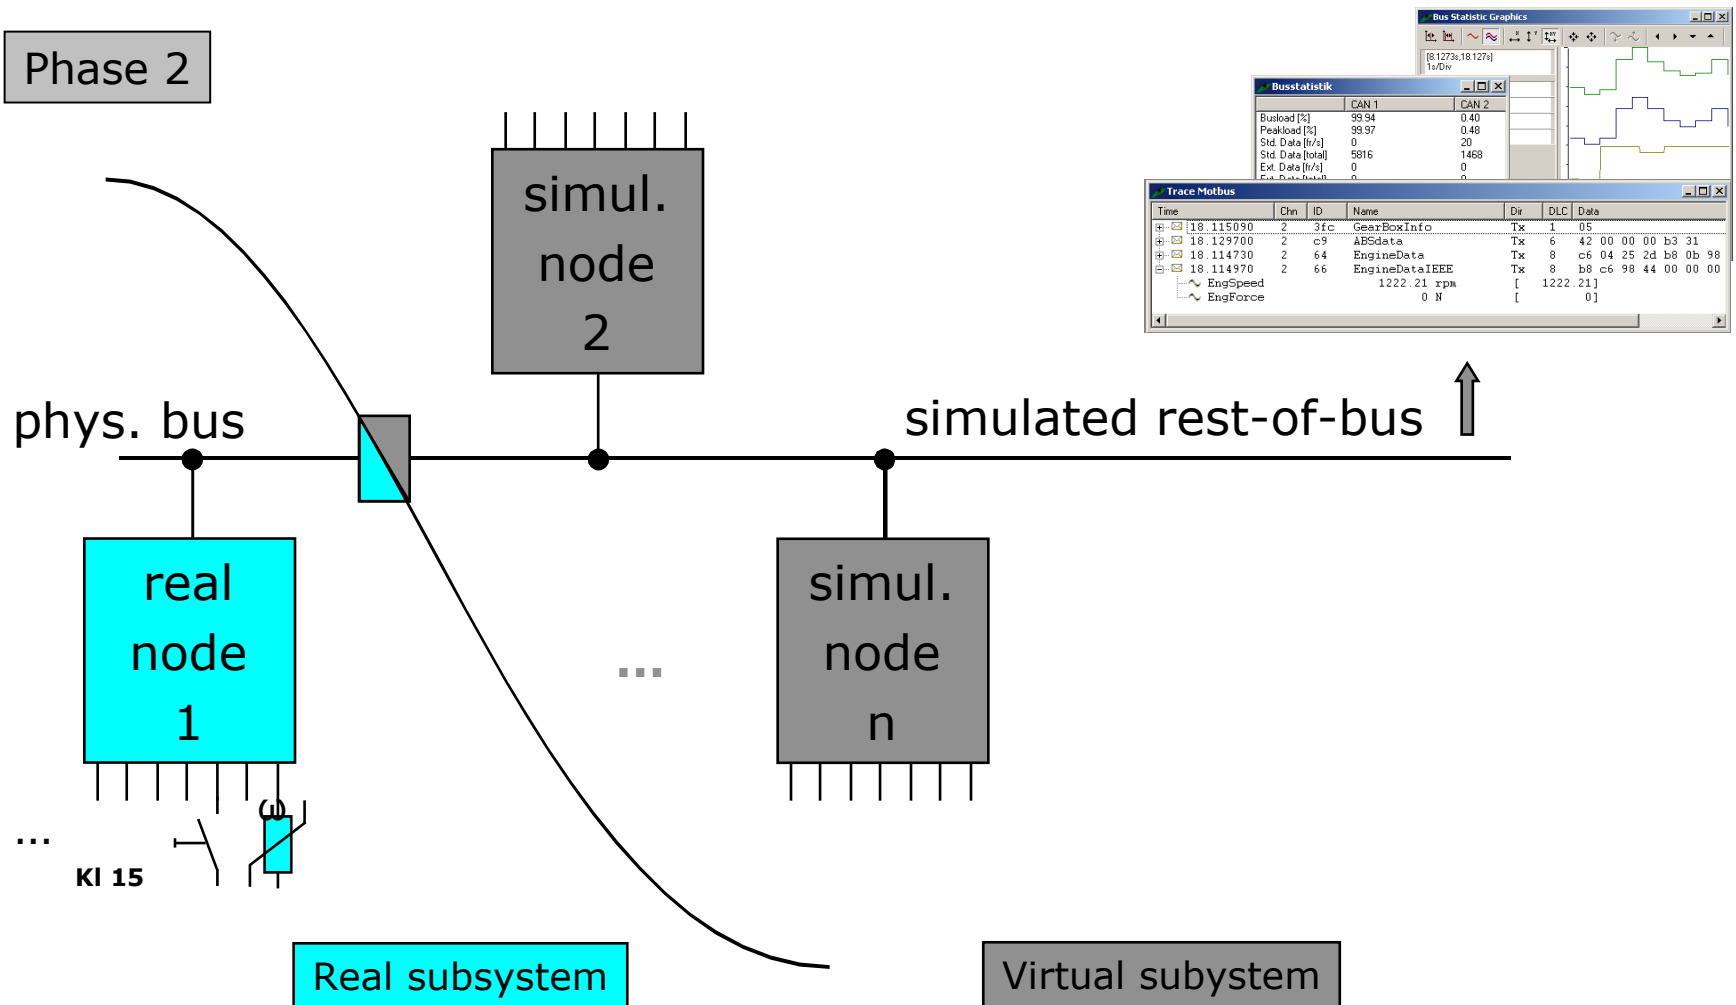 Phase 2
Bus Statistic Graphics
[8.1273s,18.127s]
1s/Div
Busstatistik
CAN 1 CAN 2
Busload [%] 99.94 0.40
Peakload [%] 99.97 0.48
Std. Data [fr/s] 0 20
Std. Data [total] 5816 1468
Ext. Data [fr/s] 0 0
Trace Motbus
Time Chn ID Name Dir DLC Data
18.115090 2 3fc GearBoxInfo Tx 1 05
18.129700 2 c9 ABSdata Tx 6 42 00 00 00 b3 31
18.114730 2 64 EngineData Tx 8 c6 04 25 2d b8 0b 98
18.114970 2 66 EngineDataIEEE Tx 8 b8 c6 98 44 00 00 00
EngSpeed 1222.21 rpm [ 1222.21]
EngForce 0 N [ 0]
simul.
node
2
phys. bus
simulated rest-of-bus
real
node
1
...
simul.
node
n
ω
...
Kl 15
Real subsystem
Virtual subystem